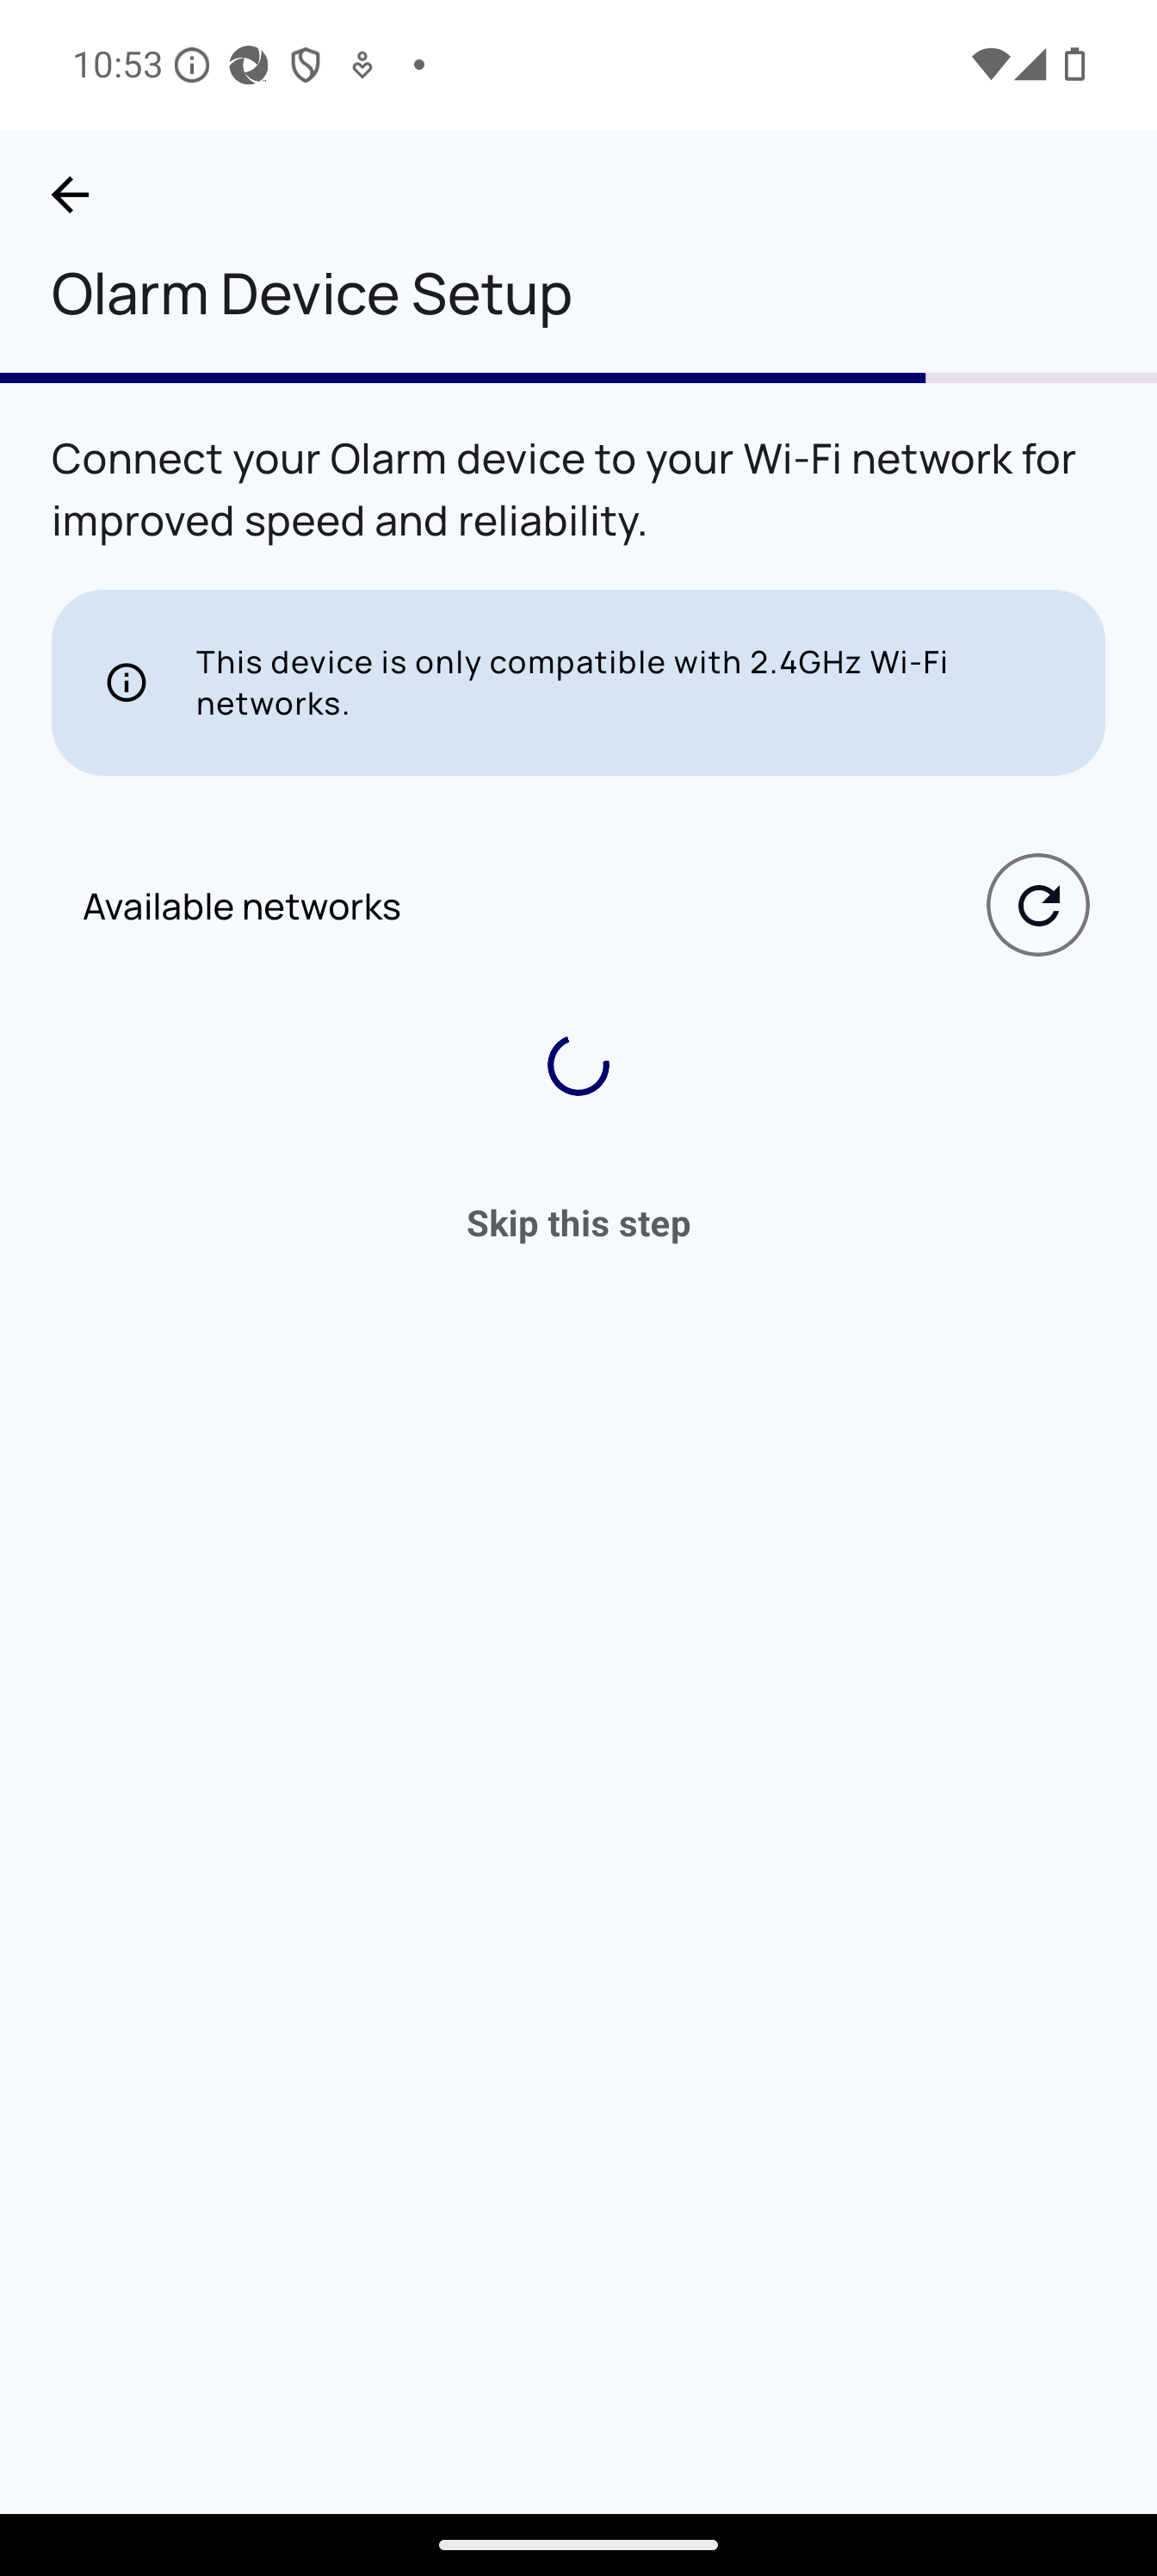 10:53
Olarm Device Setup
Connect your Olarm device to your Wi-Fi network for
improved speed and reliability.
This device is only compatible with 2.4GHz Wi-Fi
networks.
Available networks
Skip this step